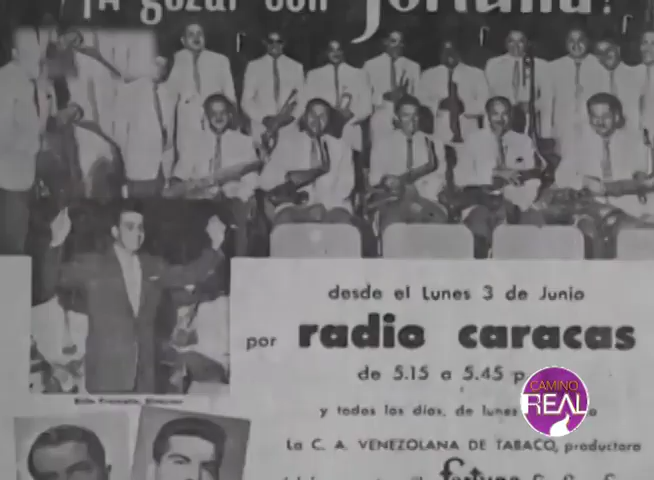 ¡A gozar con fortuna!
desde el Lunes 3 de Junio
por radio caracas
de 5.15 a 5.45 p
y todos los días, de lunes
La C. A. VENEZOLANA DE TABACO, productora
CAMINO
REAL